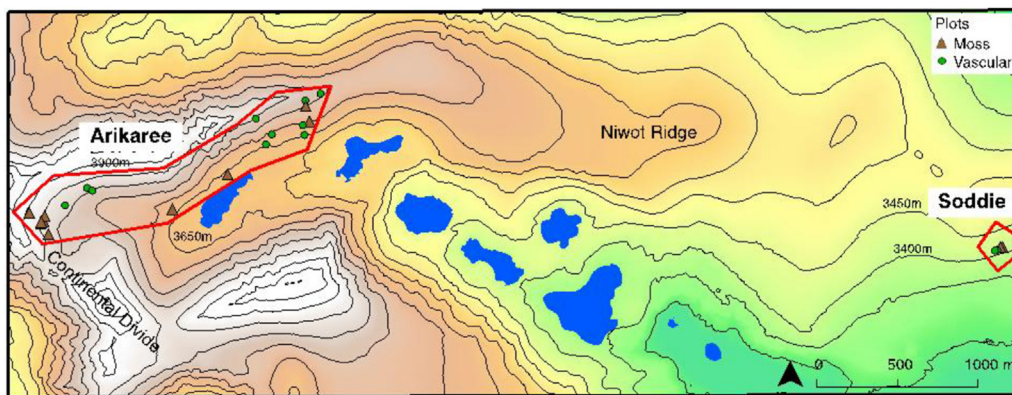 Plots
Moss
Vascular
Arikaree
3900m
Niwot Ridge
3450m
Soddie
3400m
3650m
Continental Divide
0 500 1000 m